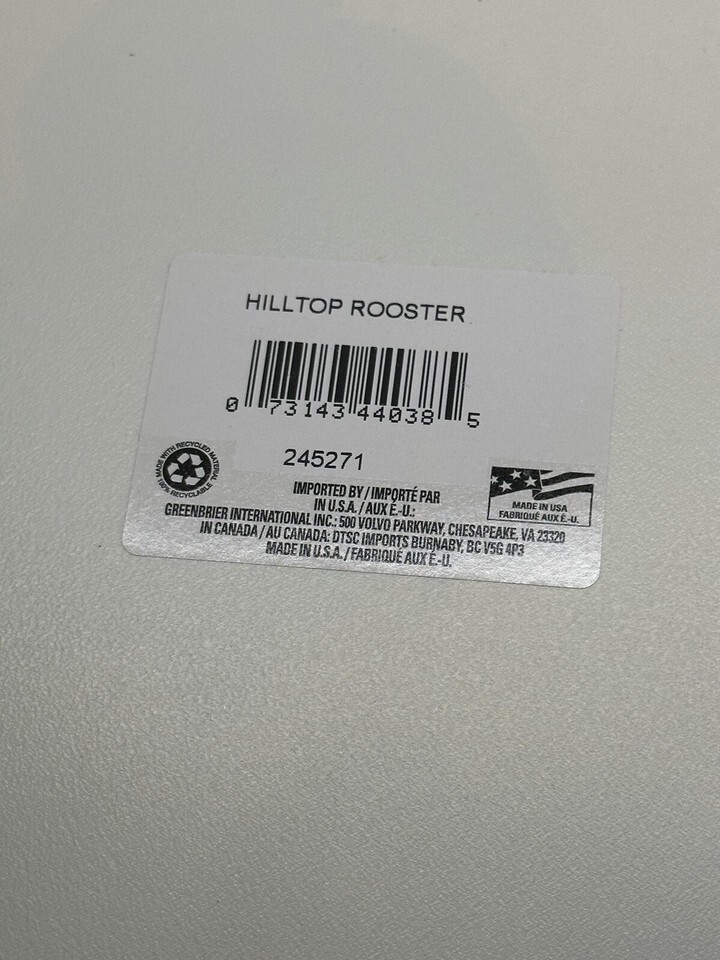 HILLTOP ROOSTER
0 73143 44038 5
245271
MADE WITH RECYCLED MATERIAL
100% RECYCLABLE
IMPORTED BY / IMPORTÉ PAR
IN U.S.A. / AUX É.-U.:
GREENBRIER INTERNATIONAL INC.: 500 VOLVO PARKWAY, CHESAPEAKE, VA 23320
IN CANADA / AU CANADA: DTSC IMPORTS BURNABY, BC V5G 4P3
MADE IN U.S.A. / FABRIQUÉ AUX É.-U.
MADE IN USA
FABRIQUÉ AUX É.-U.